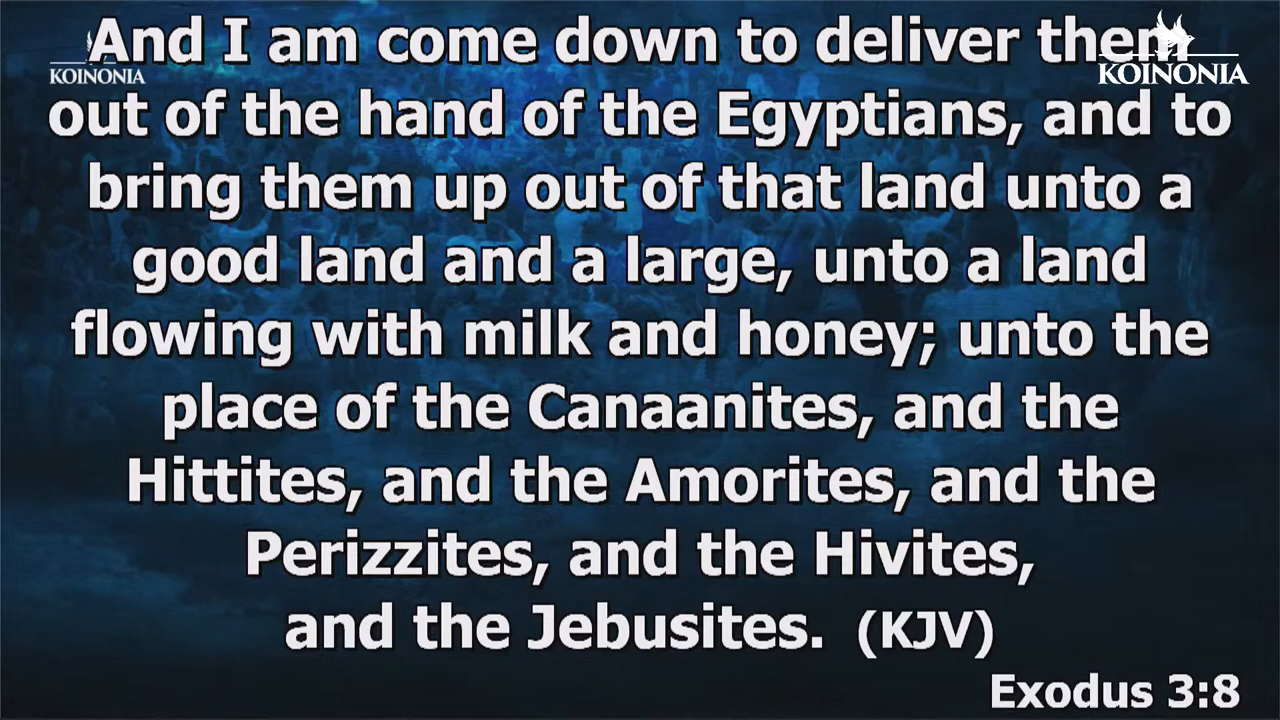 And I am come down to deliver them
out of the hand of the Egyptians, and to
bring them up out of that land unto a
good land and a large, unto a land
flowing with milk and honey; unto the
place of the Canaanites, and the
Hittites, and the Amorites, and the
Perizzites, and the Hivites,
and the Jebusites. (KJV)
Exodus 3:8
KOINONIA
KOINONIA